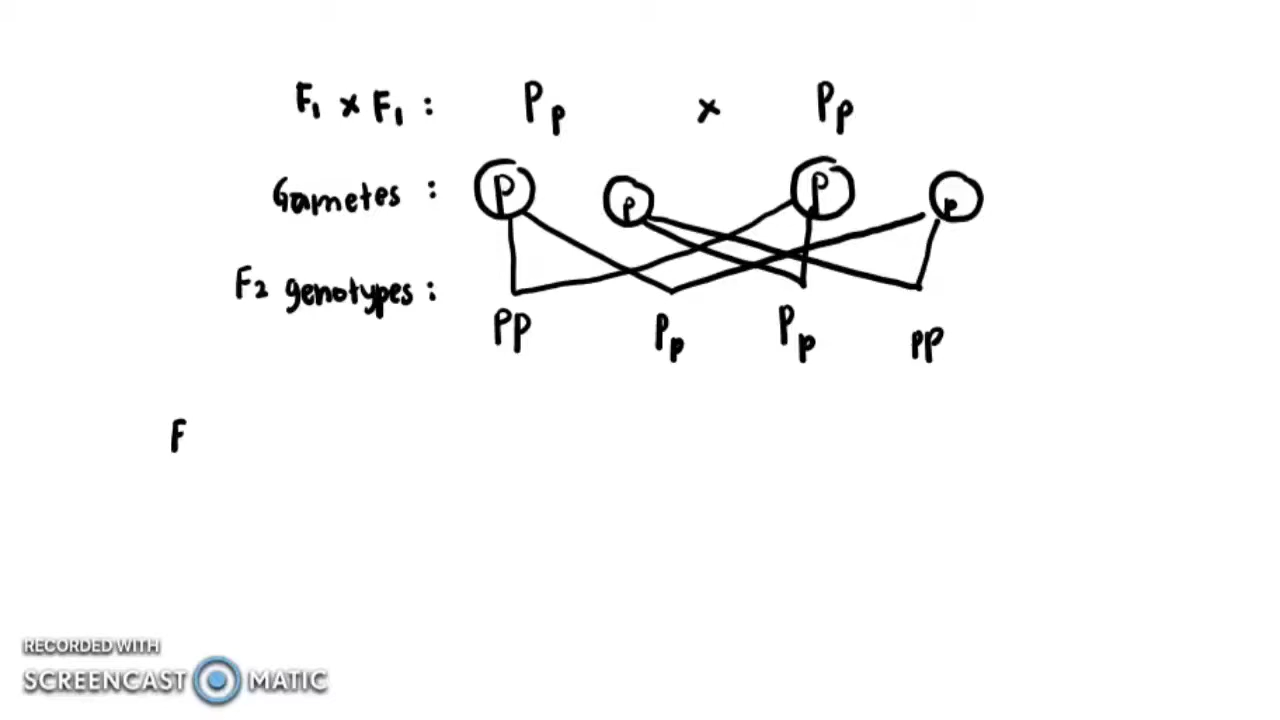 F₁ × F₁ : Pp × Pp
Gametes : P p P p
F₂ genotypes :
PP Pp Pp pp
F
RECORDED WITH
SCREENCAST MATIC